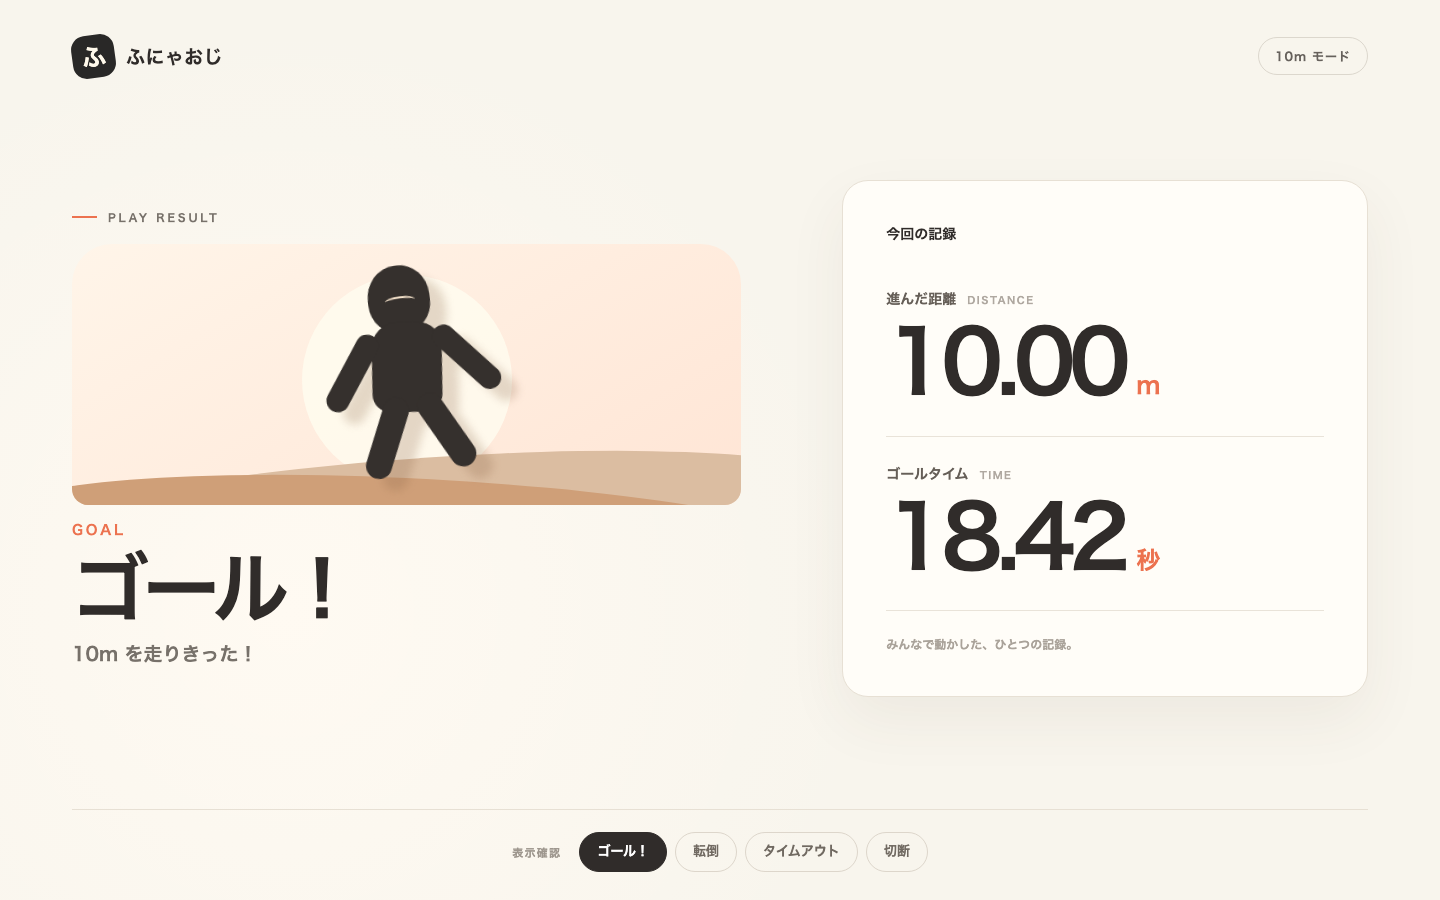 ふ ふにゃおじ
10m モード
PLAY RESULT
GOAL
ゴール！
10m を走りきった！
今回の記録
進んだ距離 DISTANCE
10.00 m
ゴールタイム TIME
18.42 秒
みんなで動かした、ひとつの記録。
表示確認 ゴール！ 転倒 タイムアウト 切断